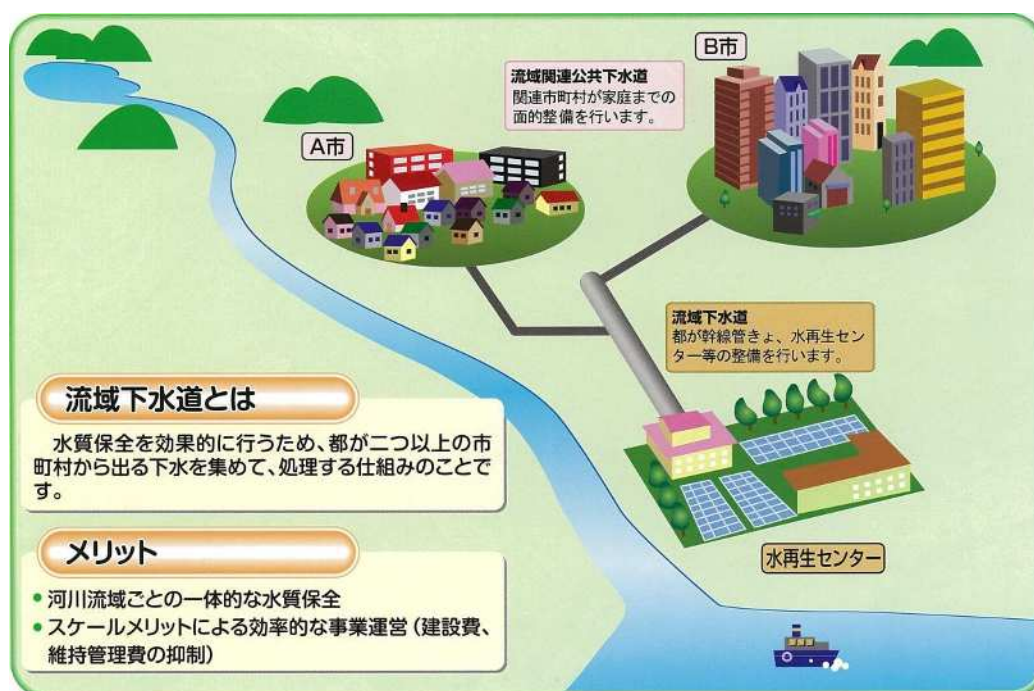 B市
流域関連公共下水道
関連市町村が家庭までの
面的整備を行います。
A市
流域下水道
都が幹線管きょ、水再生セン
ター等の整備を行います。
流域下水道とは
水質保全を効果的に行うため、都が二つ以上の市
町村から出る下水を集めて、処理する仕組みのことで
す。
メリット
• 河川流域ごとの一体的な水質保全
• スケールメリットによる効率的な事業運営（建設費、
維持管理費の抑制）
水再生センター